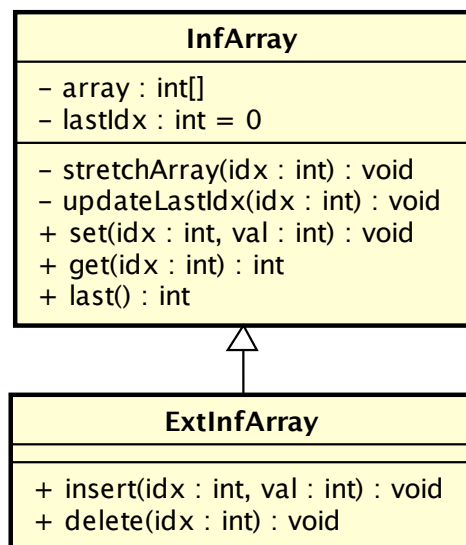 InfArray
– array : int[]
– lastIdx : int = 0
– stretchArray(idx : int) : void
– updateLastIdx(idx : int) : void
+ set(idx : int, val : int) : void
+ get(idx : int) : int
+ last() : int
ExtInfArray
+ insert(idx : int, val : int) : void
+ delete(idx : int) : void